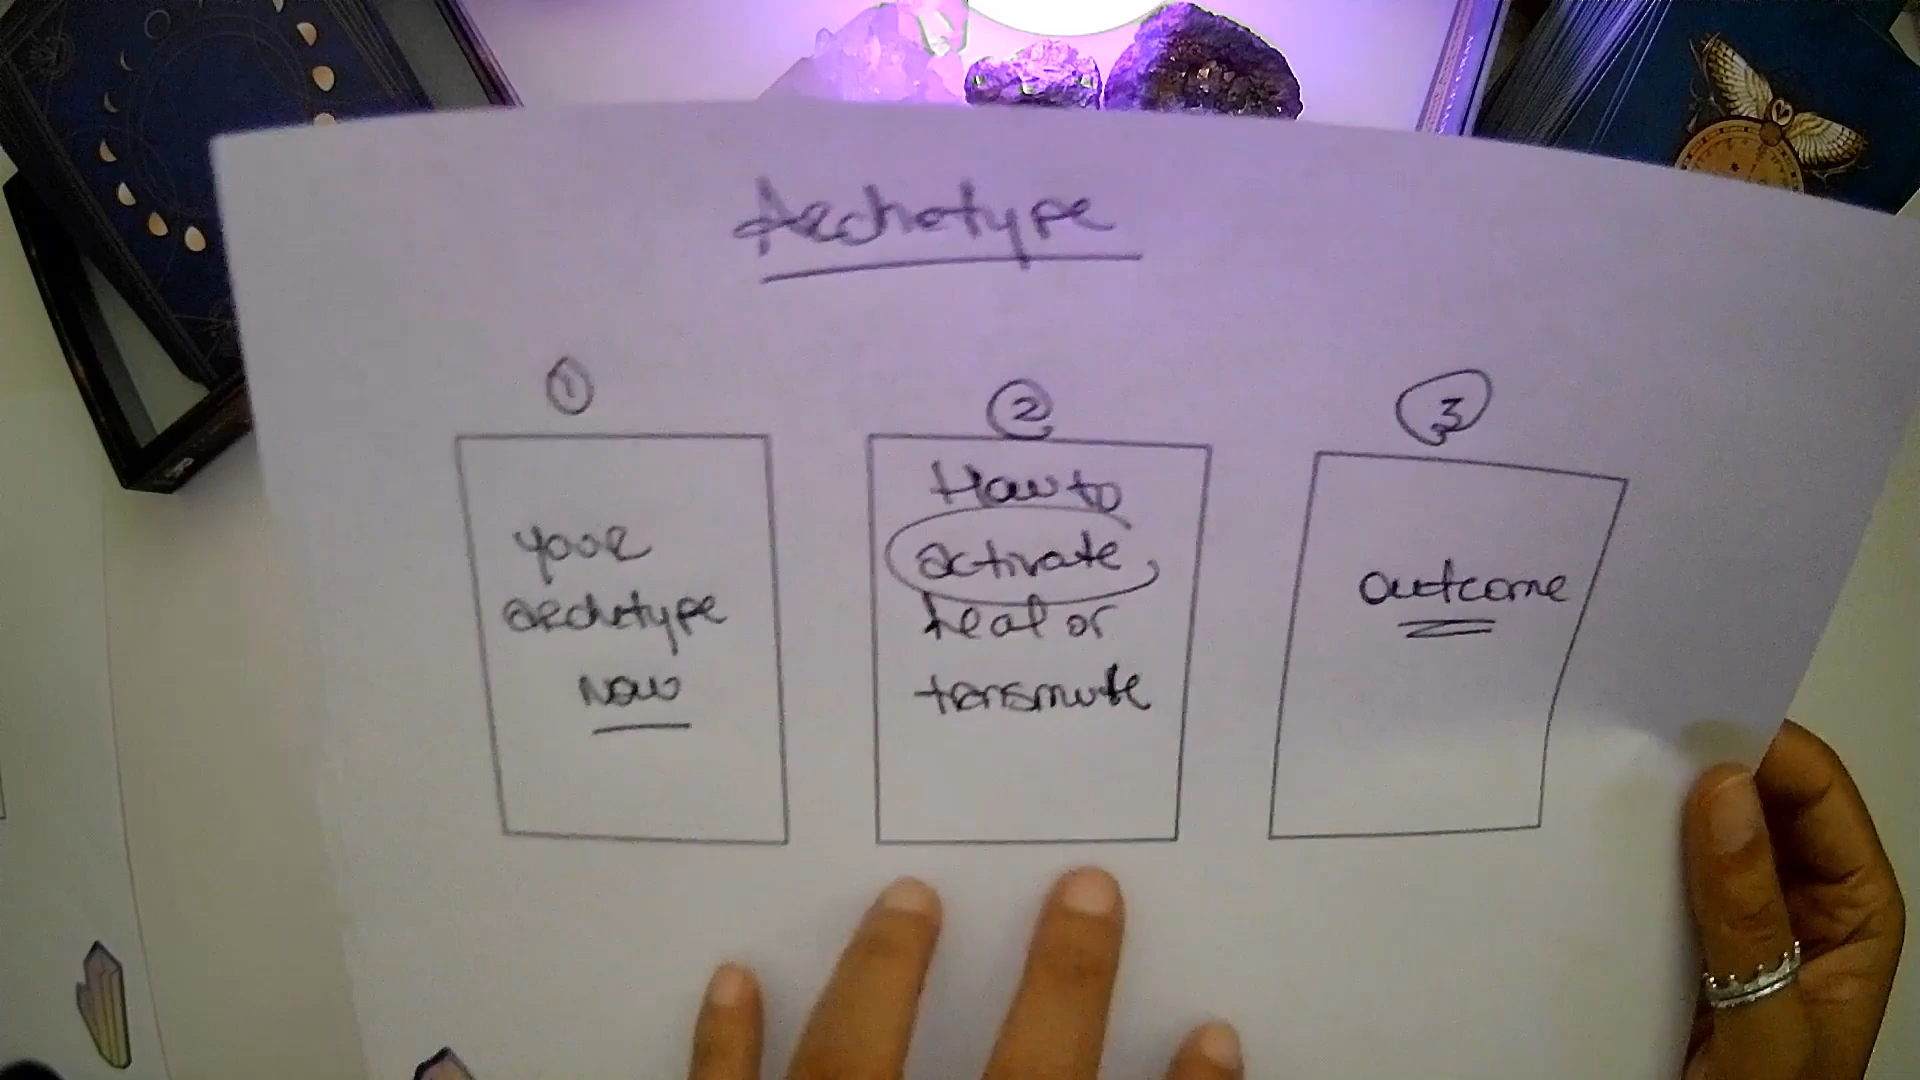 Archetype
1
2
3
your
archetype
now
How to
activate
heal or
transmute
outcome